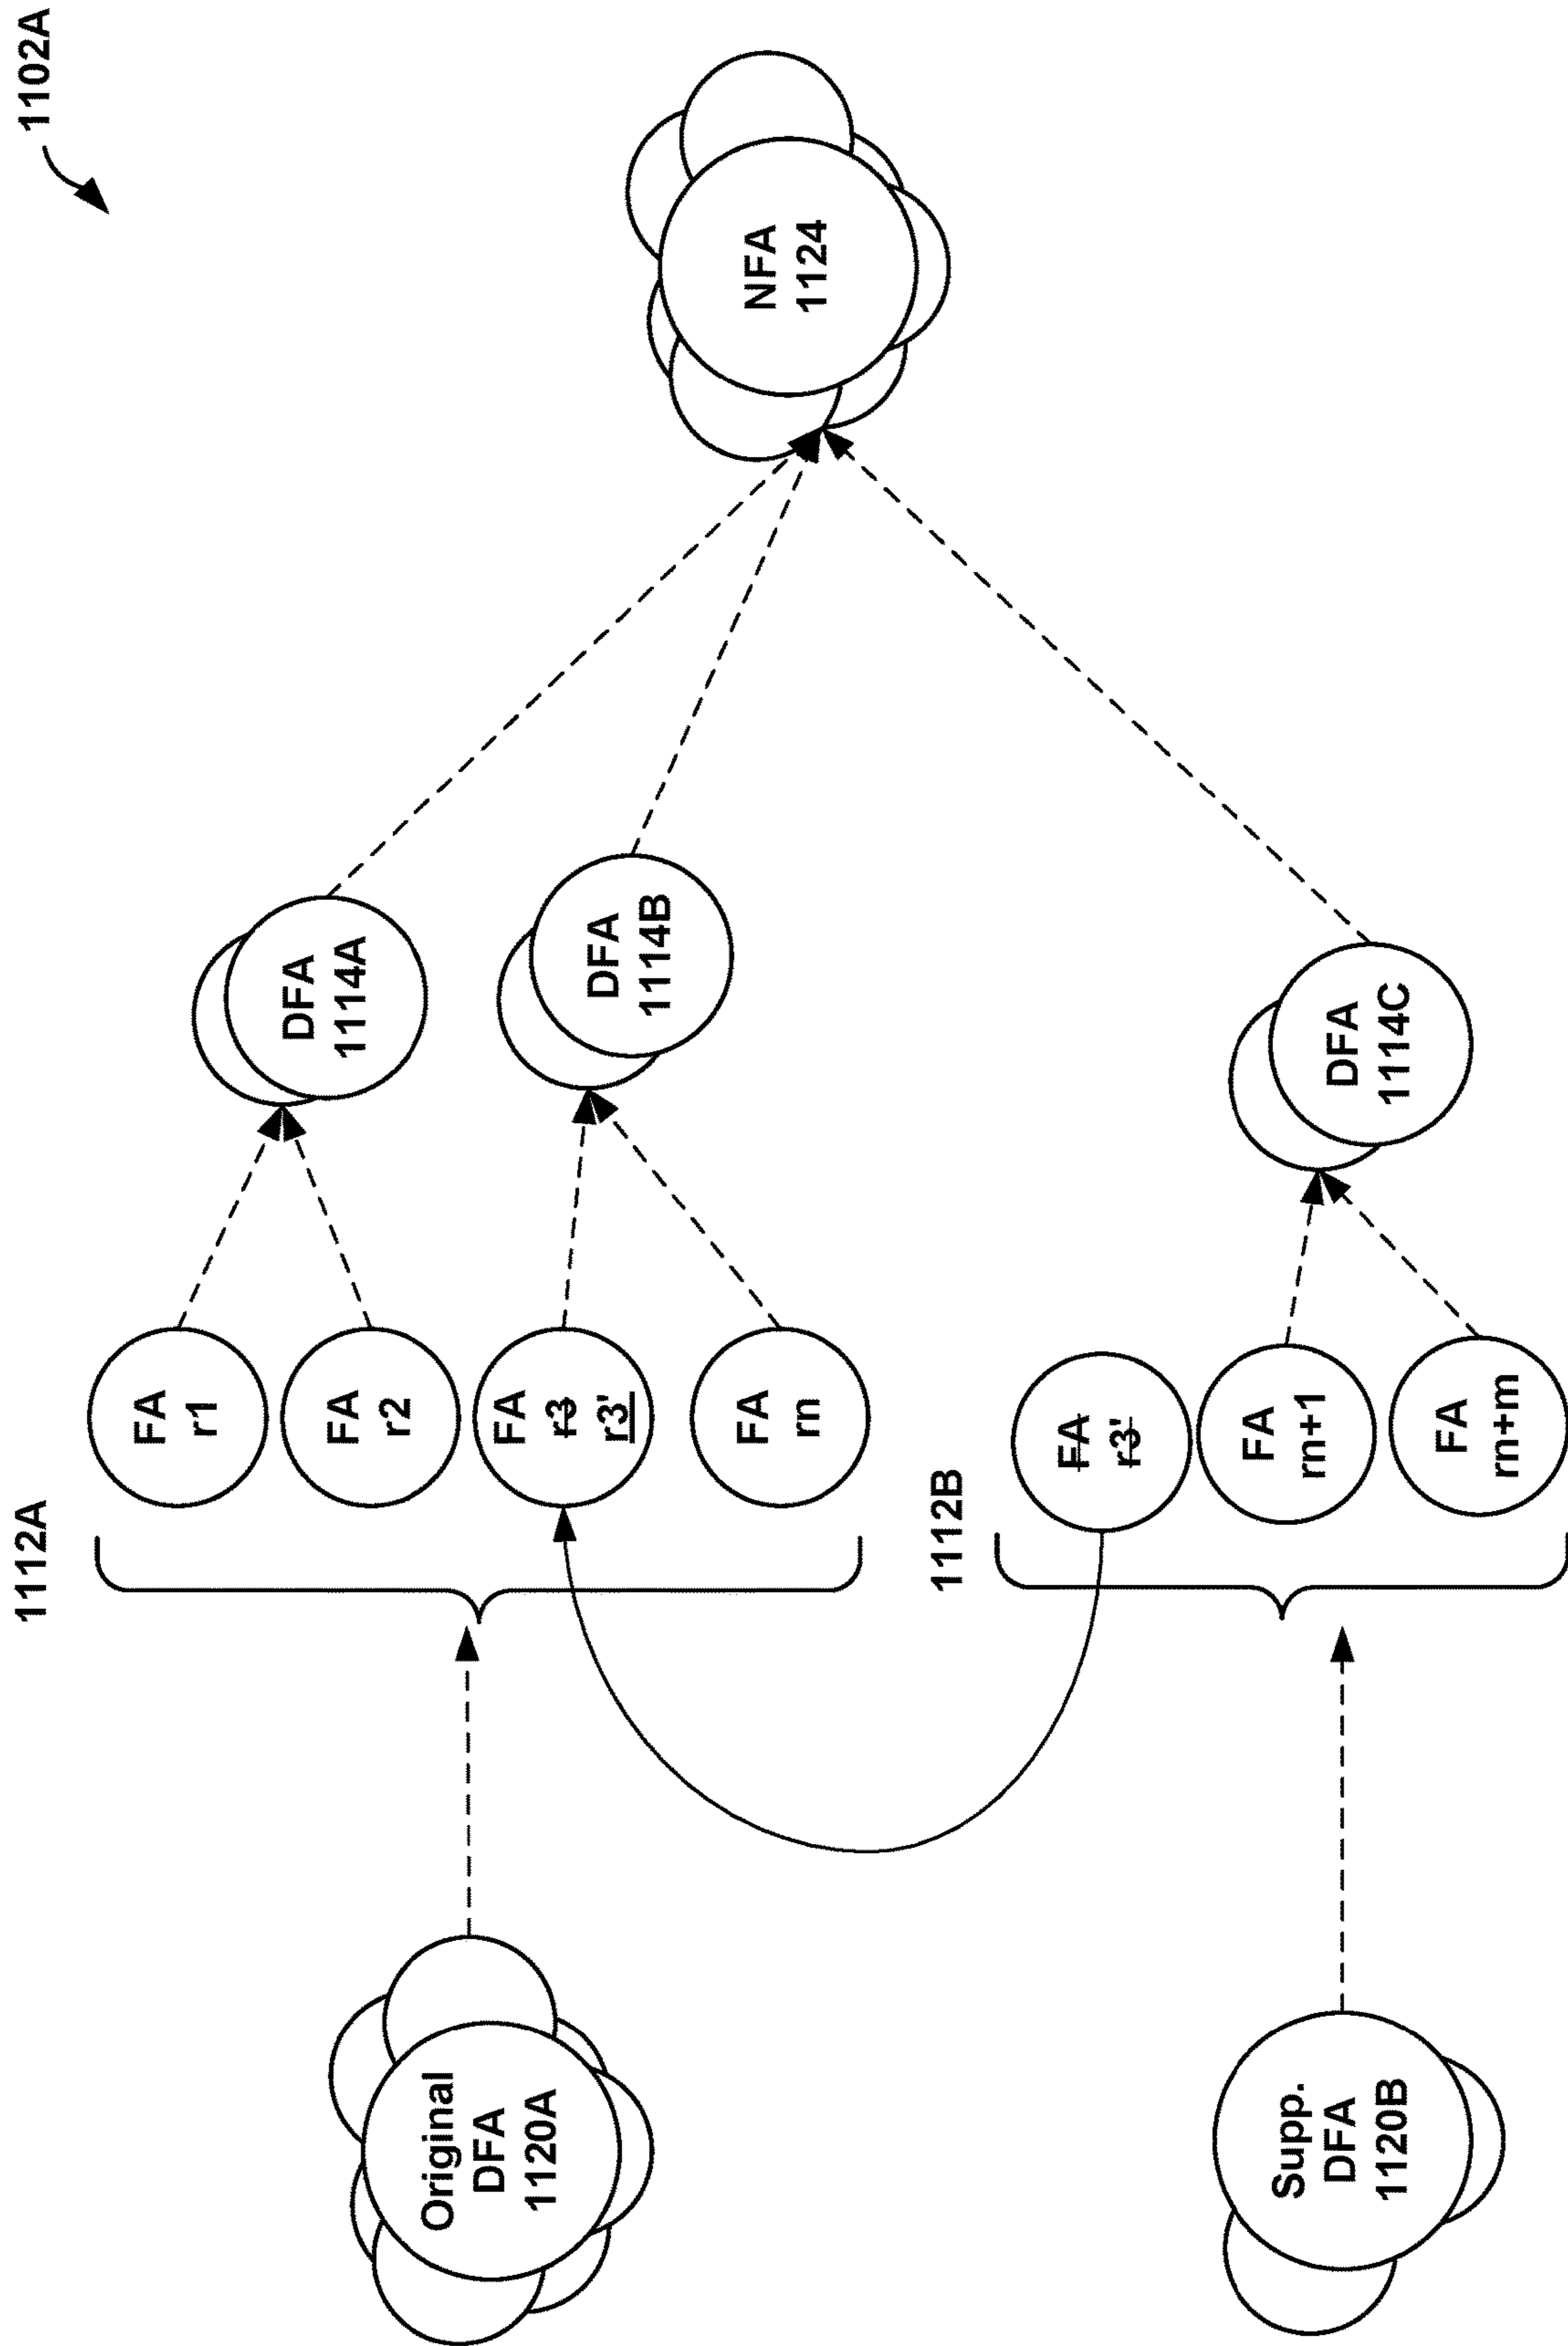 1102A
1112A
FA
r1
FA
r2
FA
r3
r3'
FA
rn
DFA
1114A
DFA
1114B
NFA
1124
Original
DFA
1120A
1112B
FA
r3'
FA
rn+1
FA
rn+m
DFA
1114C
Supp.
DFA
1120B